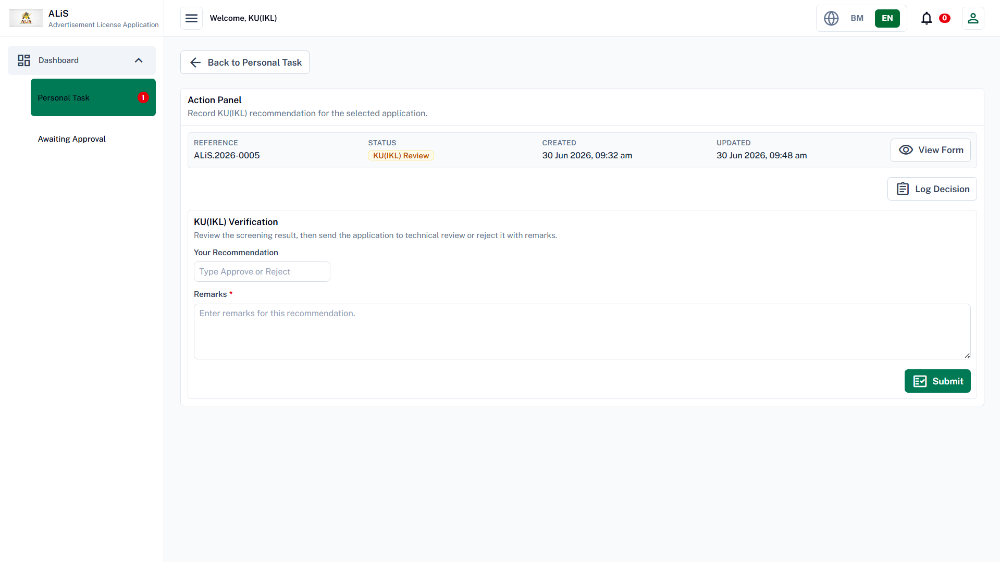 ALiS
Advertisement License Application
ALiS
Welcome, KU(IKL)
BM
EN
0
Dashboard
Personal Task
1
Awaiting Approval
Back to Personal Task
Action Panel
Record KU(IKL) recommendation for the selected application.
REFERENCE
ALiS.2026-0005
STATUS
KU(IKL) Review
CREATED
30 Jun 2026, 09:32 am
UPDATED
30 Jun 2026, 09:48 am
View Form
Log Decision
KU(IKL) Verification
Review the screening result, then send the application to technical review or reject it with remarks.
Your Recommendation
Type Approve or Reject
Remarks *
Enter remarks for this recommendation.
Submit